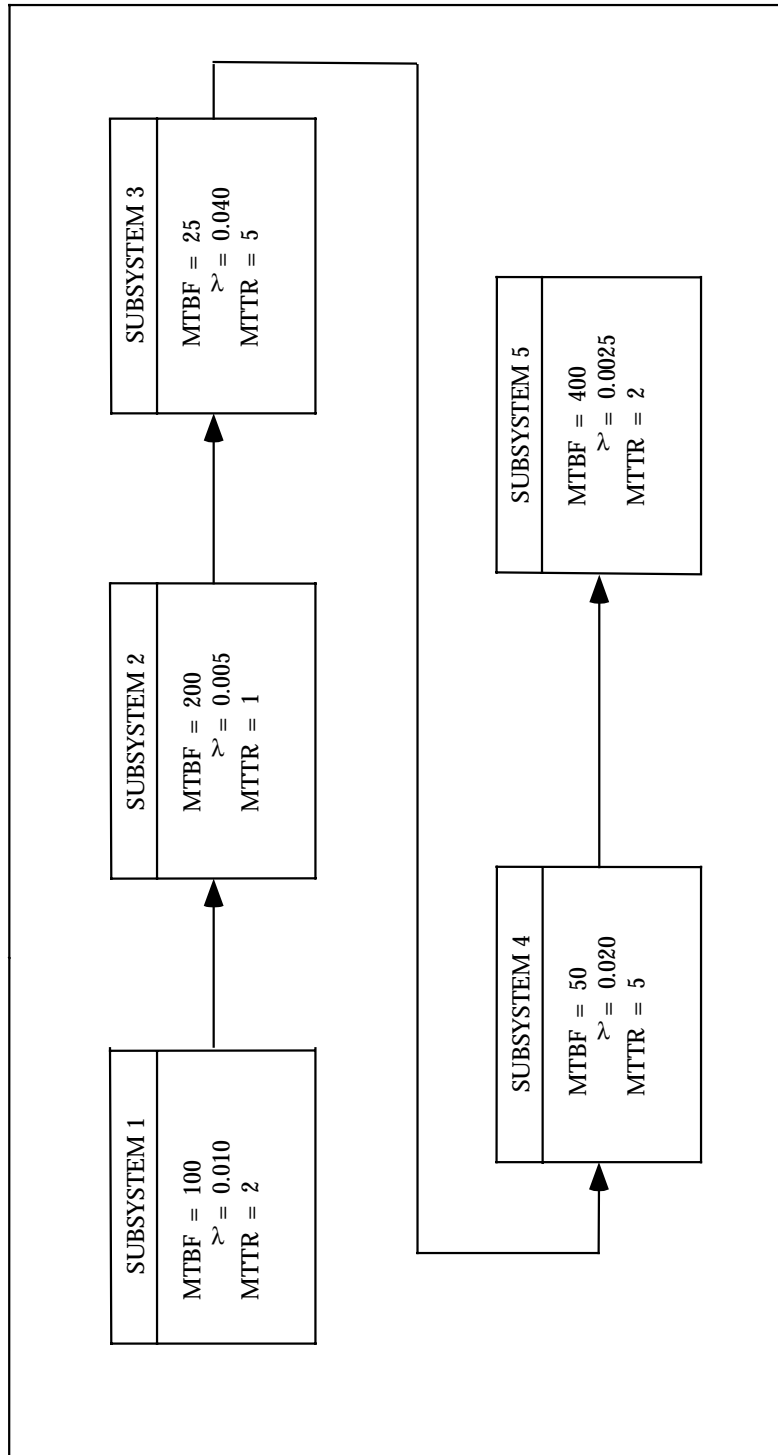 SUBSYSTEM 1
MTBF = 100
λ = 0.010
MTTR = 2
SUBSYSTEM 2
MTBF = 200
λ = 0.005
MTTR = 1
SUBSYSTEM 3
MTBF = 25
λ = 0.040
MTTR = 5
SUBSYSTEM 4
MTBF = 50
λ = 0.020
MTTR = 5
SUBSYSTEM 5
MTBF = 400
λ = 0.0025
MTTR = 2